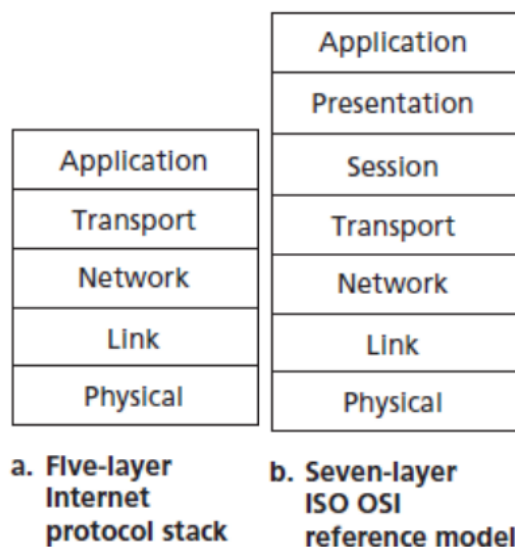 Application
Transport
Network
Link
Physical
a. Five-layer
Internet
protocol stack
Application
Presentation
Session
Transport
Network
Link
Physical
b. Seven-layer
ISO OSI
reference model